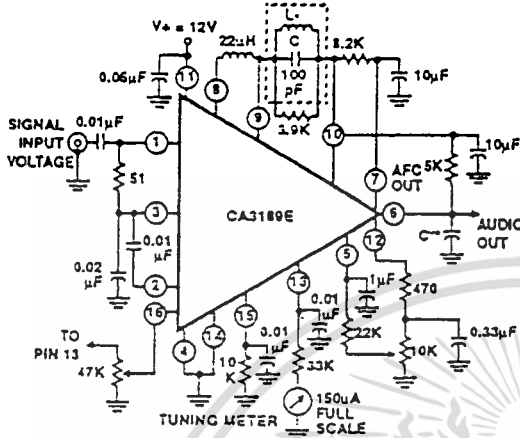 V+ = 12V
0.06µF
11
22µH
8
L*
C
100
pF
3.9K
9
8.2K
10µF
10
7
AFC
OUT
10µF
5K
SIGNAL
INPUT
VOLTAGE
0.01µF
1
51
3
0.01
µF
0.02
µF
2
16
CA3189E
6
AUDIO
OUT
C**
12
470
0.33µF
10K
5
1µF
22K
13
0.01
µF
33K
150uA
FULL
SCALE
15
0.01
µF
10
K
14
4
TO
PIN 13
47K
TUNING METER